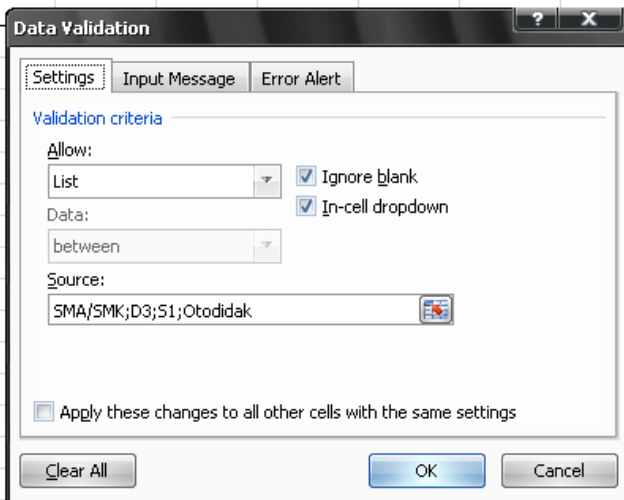 Data Validation
? X
Settings Input Message Error Alert
Validation criteria
Allow:
List
Ignore blank
In-cell dropdown
Data:
between
Source:
SMA/SMK;D3;S1;Otodidak
Apply these changes to all other cells with the same settings
Clear All OK Cancel